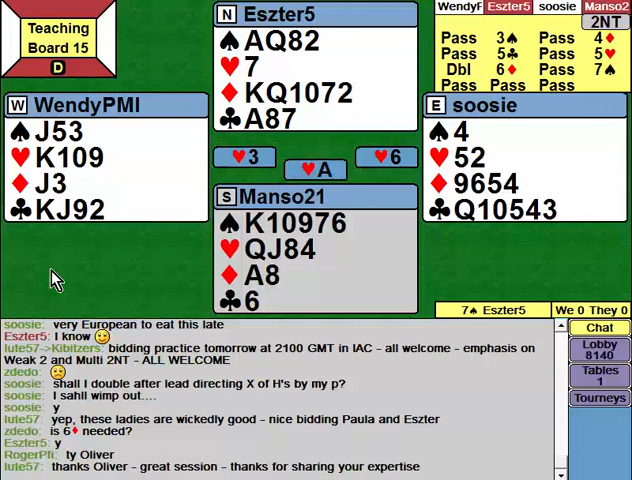 Teaching
Board 15
D
N Eszter5
♠AQ82
♥7
♦KQ1072
♣A87
WendyF Eszter5 soosie Manso2
2NT
Pass 3♠ Pass 4♦
Pass 5♣ Pass 5♥
Dbl 6♦ Pass 7♠
Pass Pass Pass
W WendyPMI
♠J53
♥K109
♦J3
♣KJ92
♥3 ♥A ♥6
E soosie
♠4
♥52
♦9654
♣Q10543
S Manso21
♠K10976
♥QJ84
♦A8
♣6
7♠ Eszter5 We 0 They 0
soosie: very European to eat this late
Eszter5: I know
lute57->Kibitzers: bidding practice tomorrow at 2100 GMT in IAC - all welcome - emphasis on
Weak 2 and Multi 2NT - ALL WELCOME
zdedo:
soosie: shall I double after lead directing X of H's by my p?
soosie: I sahll wimp out....
soosie: y
lute57: yep, these ladies are wickedly good - nice bidding Paula and Eszter
zdedo: is 6♦ needed?
Eszter5: y
RogerPfi: ty Oliver
lute57: thanks Oliver - great session - thanks for sharing your expertise
Chat
Lobby
8140
Tables
1
Tourneys